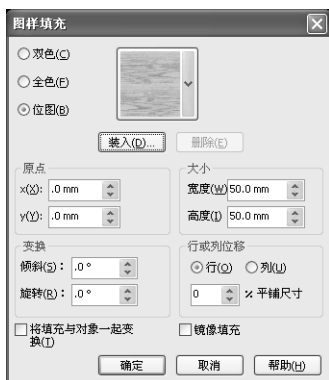 图样填充
双色(C)
全色(F)
位图(B)
装入(D)...
删除(E)
原点
x(X): .0 mm
y(Y): .0 mm
大小
宽度(W) 50.0 mm
高度(I) 50.0 mm
变换
倾斜(S)： .0 °
旋转(R)： .0 °
行或列位移
行(O) 列(U)
0 % 平铺尺寸
将填充与对象一起变
换(T)
镜像填充
确定 取消 帮助(H)